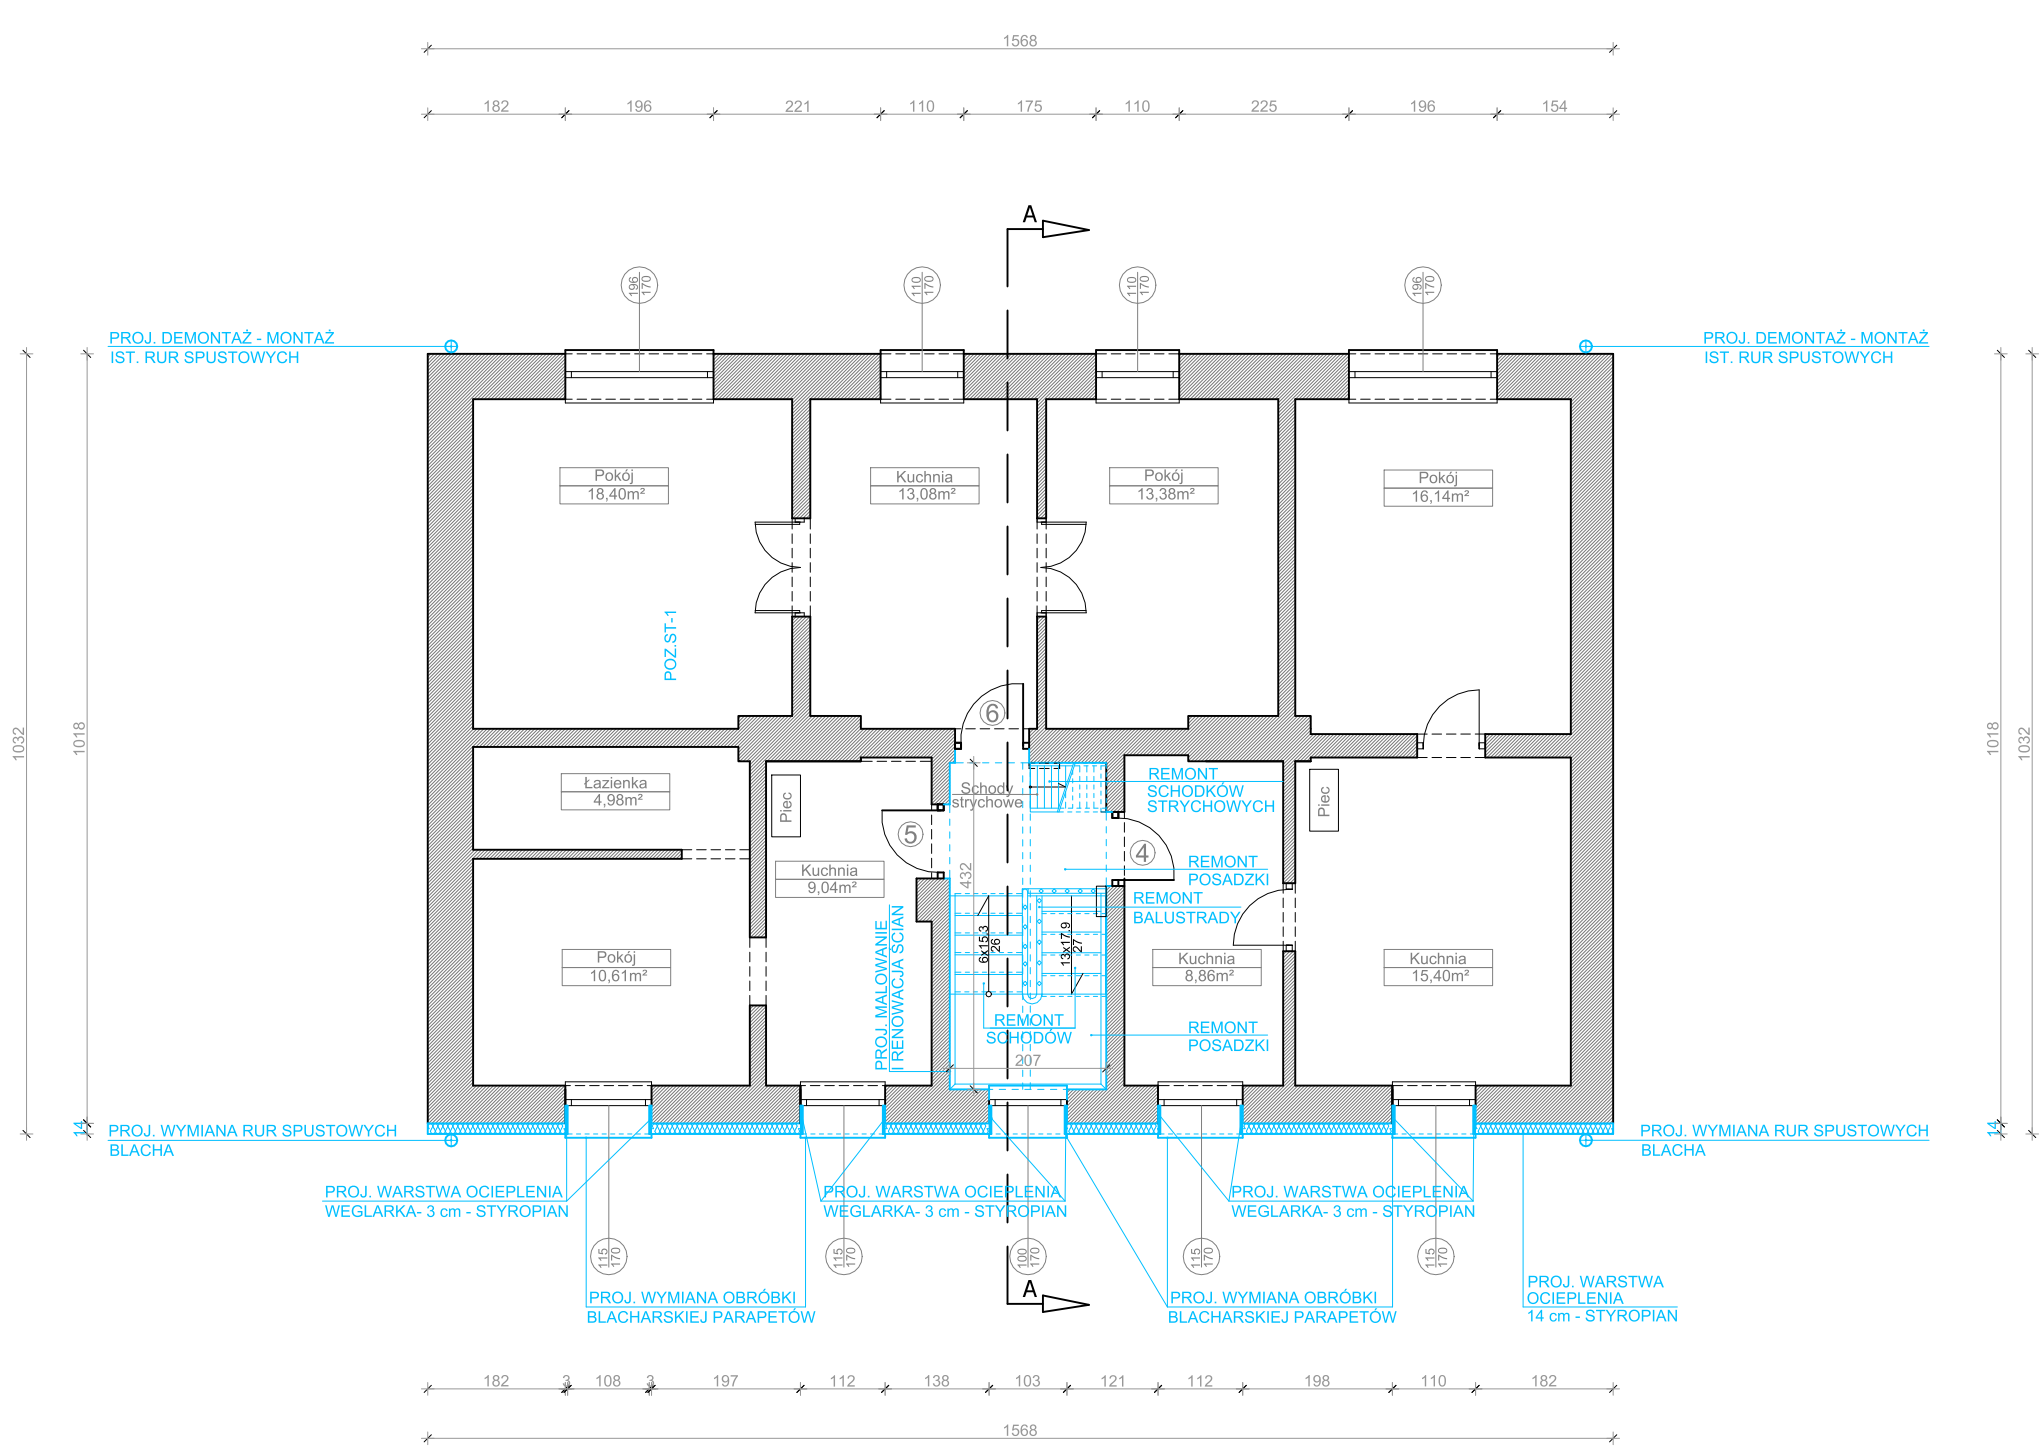 1568
182 196 221 110 175 110 225 196 154
A
196
170
110
170
110
170
196
170
PROJ. DEMONTAŻ - MONTAŻ
IST. RUR SPUSTOWYCH
PROJ. DEMONTAŻ - MONTAŻ
IST. RUR SPUSTOWYCH
Pokój
18,40m²
Kuchnia
13,08m²
Pokój
13,38m²
Pokój
16,14m²
POZ.ST-1
1032
1018
1018
1032
6
Łazienka
4,98m²
Piec
Schody
strychowe
REMONT
SCHODKÓW
STRYCHOWYCH
Piec
5
4
Kuchnia
9,04m²
432
REMONT
POSADZKI
REMONT
BALUSTRADY
PROJ. MALOWANIE
I RENOWACJA ŚCIAN
6x15.3
26
13x17.9
27
Pokój
10,61m²
Kuchnia
8,86m²
Kuchnia
15,40m²
REMONT
SCHODÓW
REMONT
POSADZKI
207
14
14
PROJ. WYMIANA RUR SPUSTOWYCH
BLACHA
PROJ. WYMIANA RUR SPUSTOWYCH
BLACHA
PROJ. WARSTWA OCIEPLENIA
WEGLARKA- 3 cm - STYROPIAN
PROJ. WARSTWA OCIEPLENIA
WEGLARKA- 3 cm - STYROPIAN
PROJ. WARSTWA OCIEPLENIA
WEGLARKA- 3 cm - STYROPIAN
115
170
115
170
100
170
115
170
115
170
A
PROJ. WYMIANA OBRÓBKI
BLACHARSKIEJ PARAPETÓW
PROJ. WYMIANA OBRÓBKI
BLACHARSKIEJ PARAPETÓW
PROJ. WARSTWA
OCIEPLENIA
14 cm - STYROPIAN
182 3 108 3 197 112 138 103 121 112 198 110 182
1568